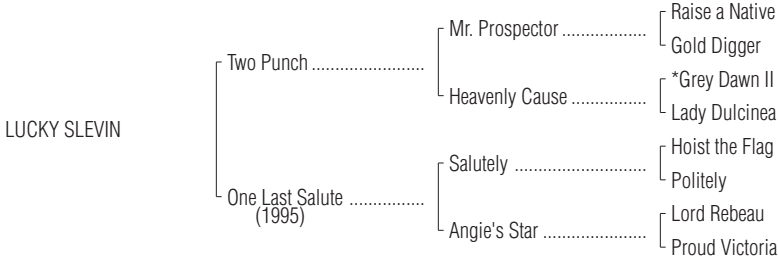 Raise a Native
Mr. Prospector ..................
Gold Digger
Two Punch ........................
*Grey Dawn II
Heavenly Cause ................
Lady Dulcinea
LUCKY SLEVIN
Hoist the Flag
Salutely ............................
Politely
One Last Salute ................
(1995)
Lord Rebeau
Angie's Star ......................
Proud Victoria